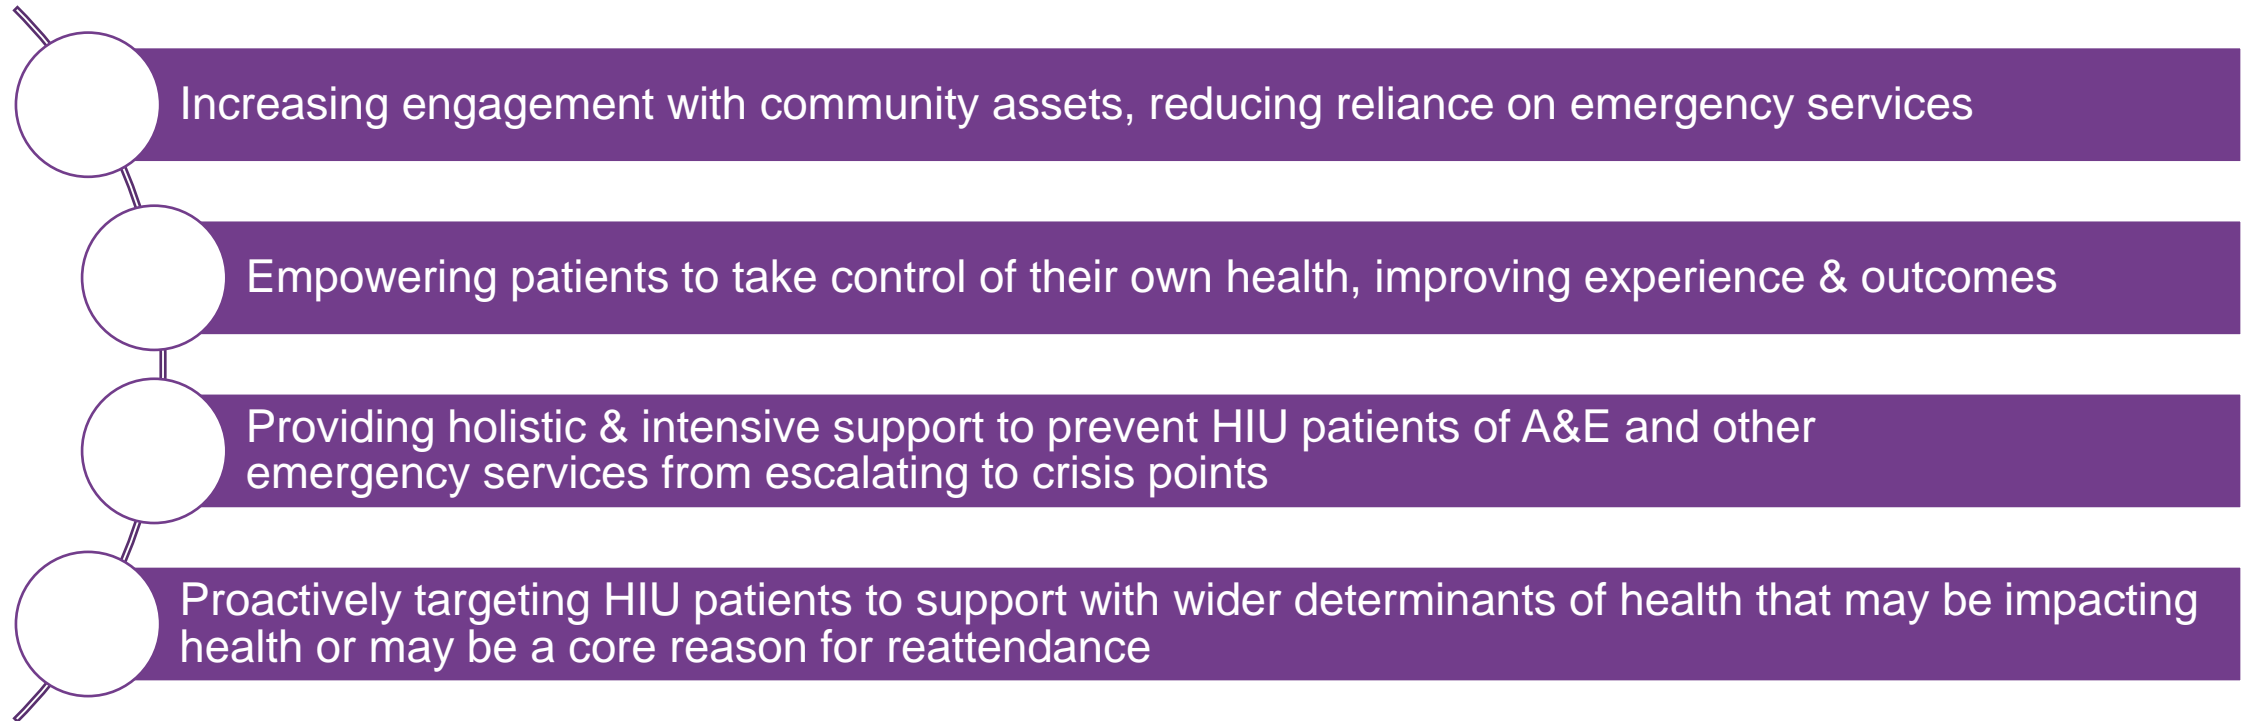 Increasing engagement with community assets, reducing reliance on emergency services
Empowering patients to take control of their own health, improving experience & outcomes
Providing holistic & intensive support to prevent HIU patients of A&E and other
emergency services from escalating to crisis points
Proactively targeting HIU patients to support with wider determinants of health that may be impacting
health or may be a core reason for reattendance